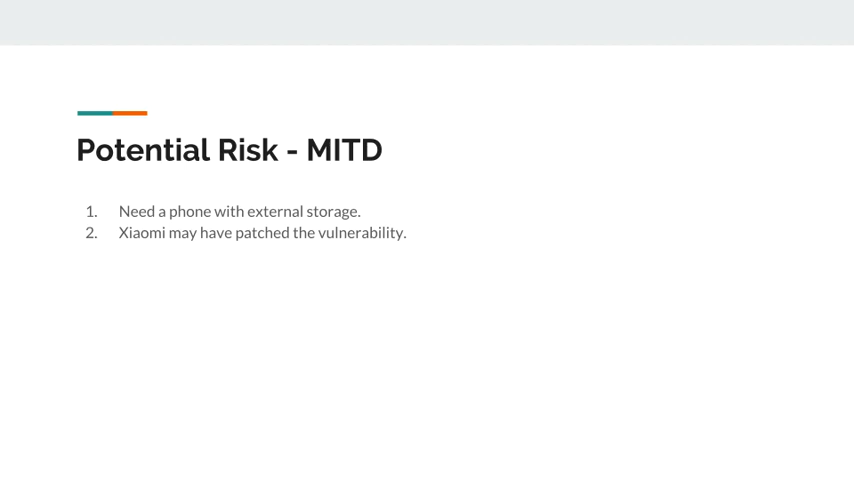 Potential Risk - MITD
1. Need a phone with external storage.
2. Xiaomi may have patched the vulnerability.